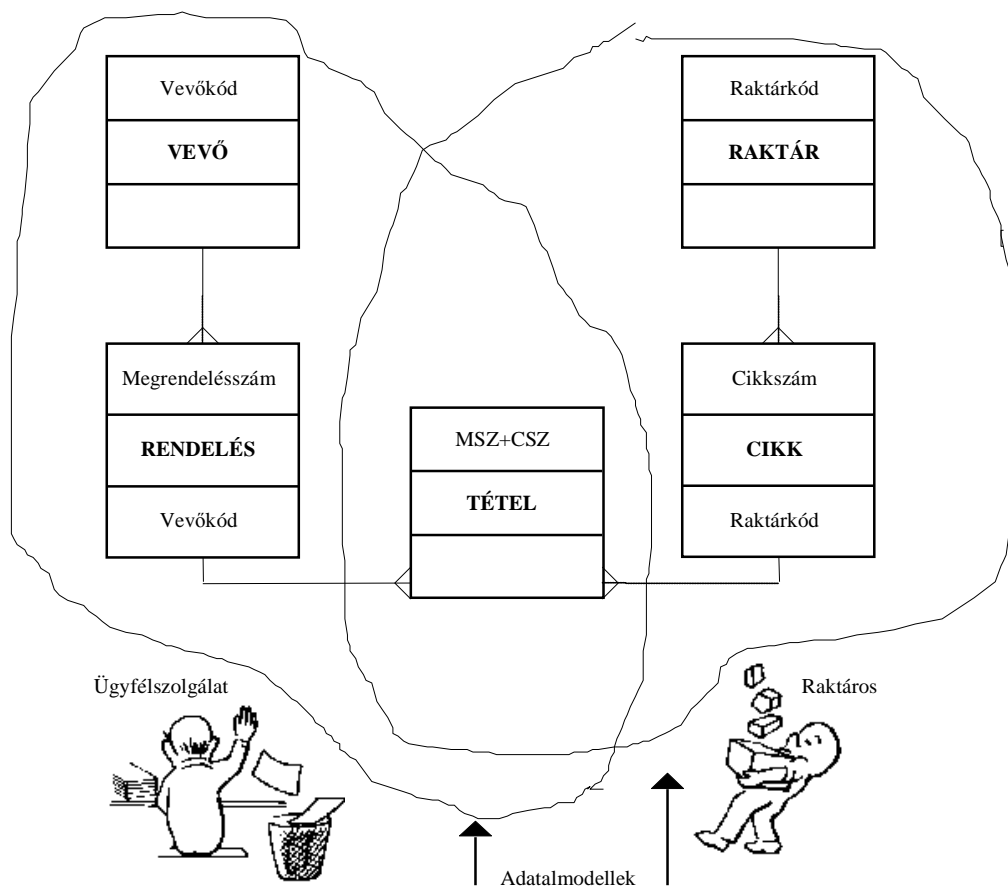 Vevőkód
VEVŐ
Raktárkód
RAKTÁR
Megrendelésszám
RENDELÉS
Vevőkód
MSZ+CSZ
TÉTEL
Cikkszám
CIKK
Raktárkód
Ügyfélszolgálat
Raktáros
Adatalmodellek